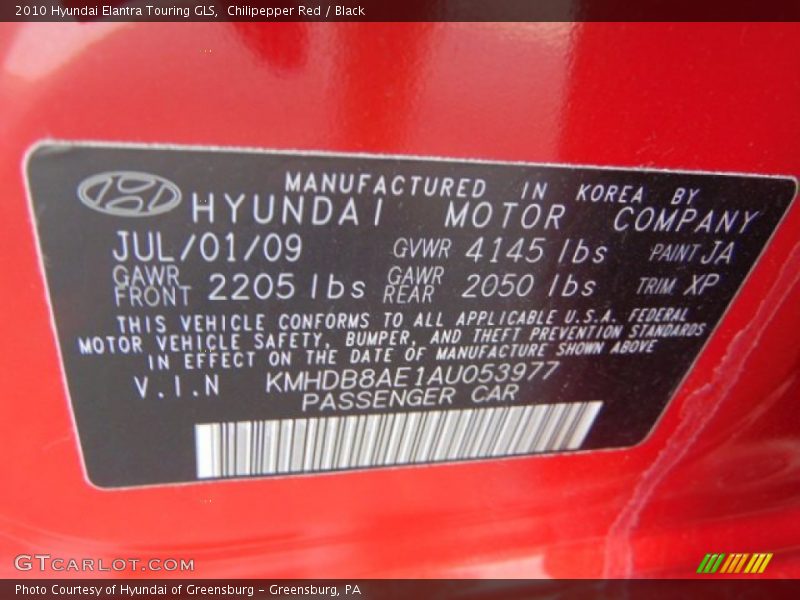 2010 Hyundai Elantra Touring GLS,  Chilipepper Red / Black
MANUFACTURED IN KOREA BY
HYUNDAI MOTOR COMPANY
JUL/01/09 GVWR 4145 lbs PAINT JA
GAWR FRONT 2205 lbs GAWR REAR 2050 lbs TRIM XP
THIS VEHICLE CONFORMS TO ALL APPLICABLE U.S.A. FEDERAL
MOTOR VEHICLE SAFETY, BUMPER, AND THEFT PREVENTION STANDARDS
IN EFFECT ON THE DATE OF MANUFACTURE SHOWN ABOVE
V.I.N KMHDB8AE1AU053977
PASSENGER CAR
GTCARLOT.COM
Photo Courtesy of Hyundai of Greensburg - Greensburg, PA